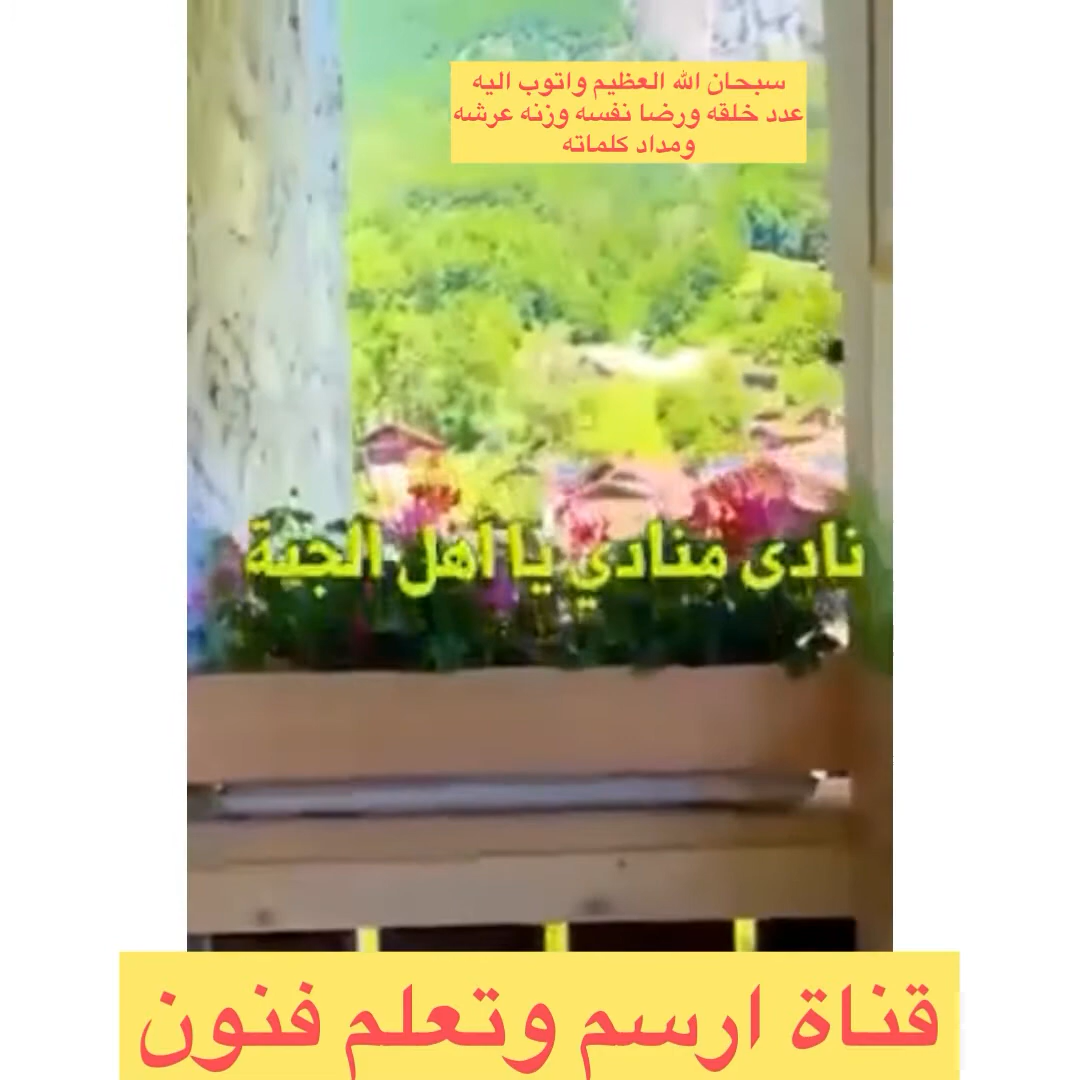 سبحان الله العظيم واتوب اليه
عدد خلقه ورضا نفسه وزنه عرشه
ومداد كلماته
نادى منادي يا اهل الجنة
قناة ارسم وتعلم فنون